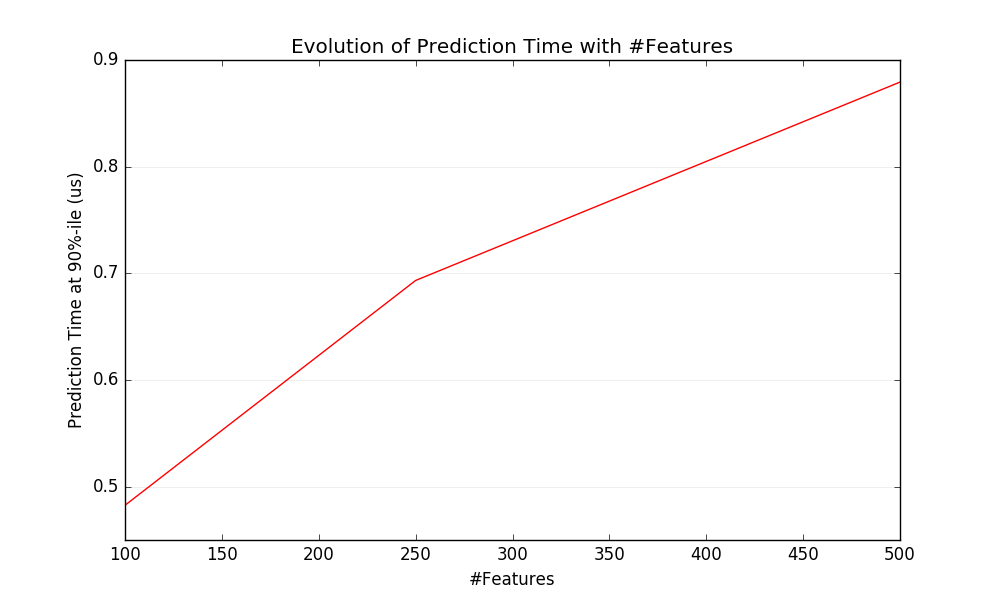 Evolution of Prediction Time with #Features
0.9
0.8
0.7
0.6
0.5
Prediction Time at 90%-ile (us)
100 150 200 250 300 350 400 450 500
#Features